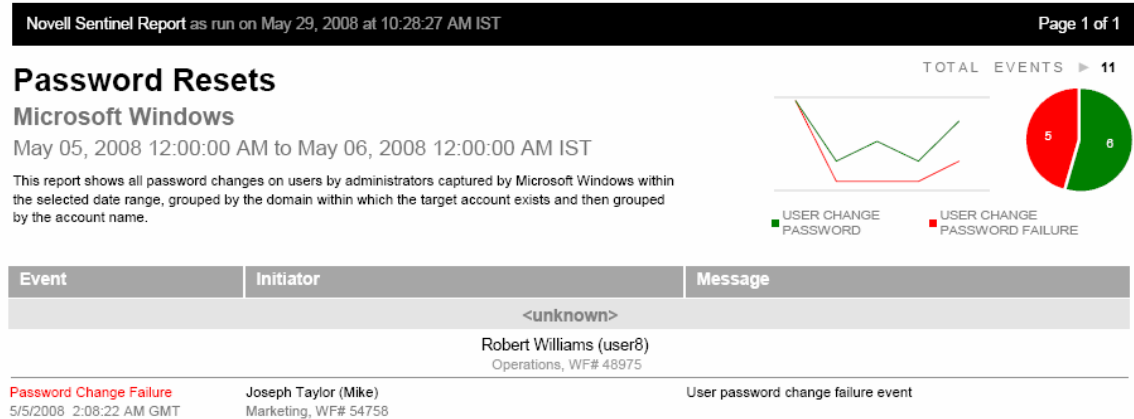 Novell Sentinel Report as run on May 29, 2008 at 10:28:27 AM IST
Page 1 of 1
Password Resets
Microsoft Windows
May 05, 2008 12:00:00 AM to May 06, 2008 12:00:00 AM IST
This report shows all password changes on users by administrators captured by Microsoft Windows within
the selected date range, grouped by the domain within which the target account exists and then grouped
by the account name.
TOTAL EVENTS ▶ 11
5
6
USER CHANGE
PASSWORD
USER CHANGE
PASSWORD FAILURE
Event
Initiator
Message
<unknown>
Robert Williams (user8)
Operations, WF# 48975
Password Change Failure
5/5/2008 2:08:22 AM GMT
Joseph Taylor (Mike)
Marketing, WF# 54758
User password change failure event